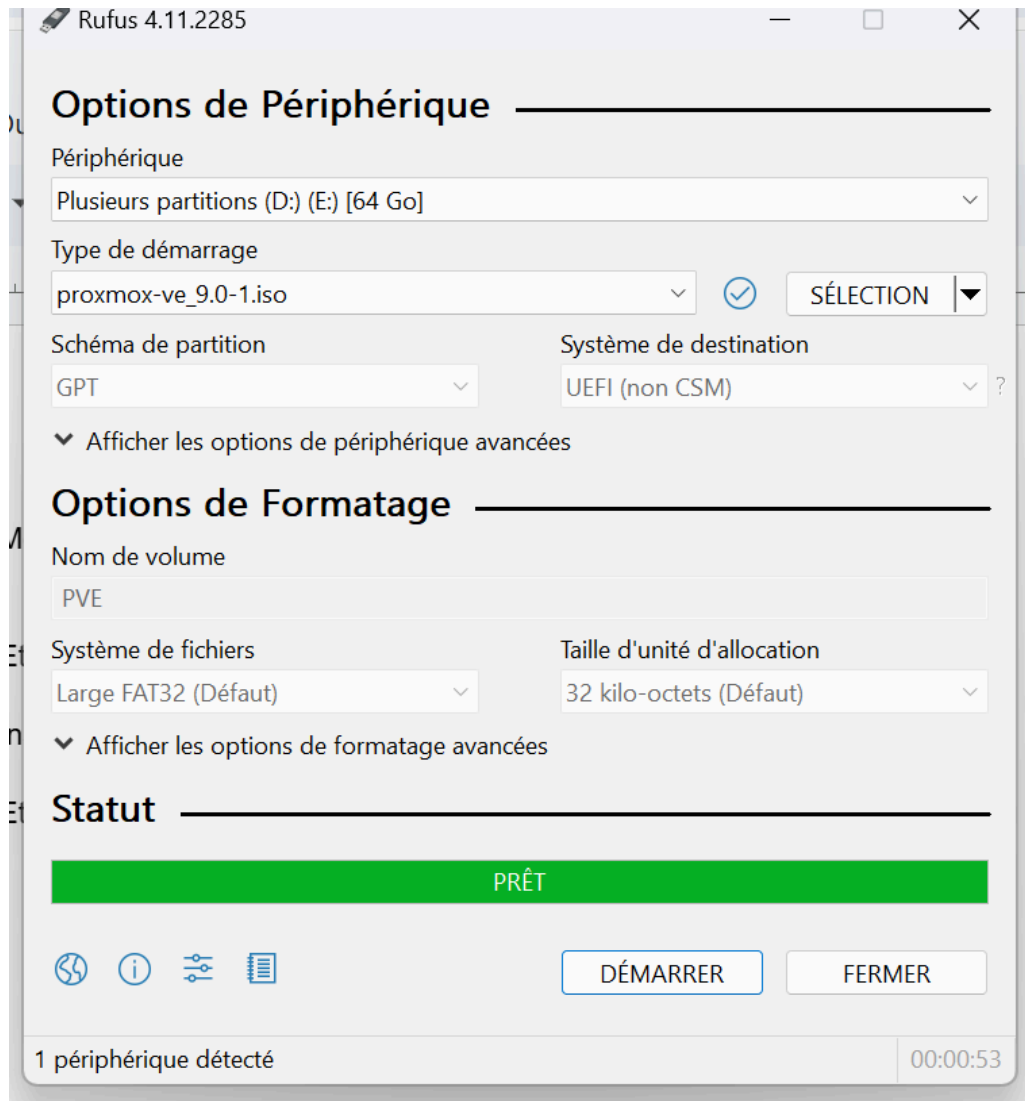 Rufus 4.11.2285
Options de Périphérique
Périphérique
Plusieurs partitions (D:) (E:) [64 Go]
Type de démarrage
proxmox-ve_9.0-1.iso SÉLECTION
Schéma de partition Système de destination
GPT UEFI (non CSM) ?
Afficher les options de périphérique avancées
Options de Formatage
Nom de volume
PVE
Système de fichiers Taille d'unité d'allocation
Large FAT32 (Défaut) 32 kilo-octets (Défaut)
Afficher les options de formatage avancées
Statut
PRÊT
DÉMARRER FERMER
1 périphérique détecté 00:00:53